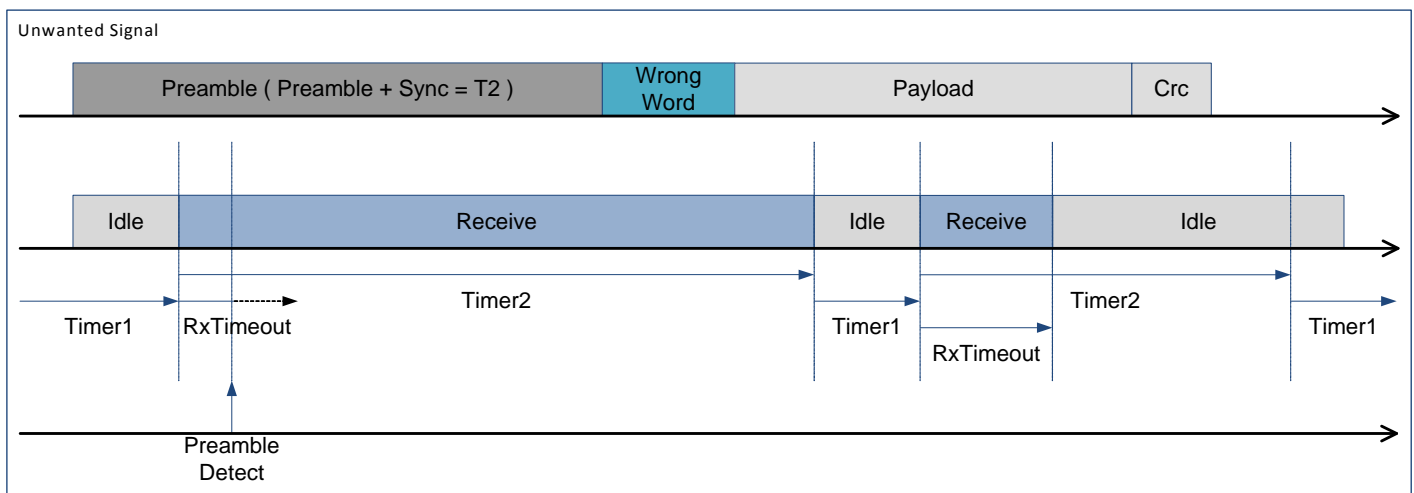 Unwanted Signal
Preamble ( Preamble + Sync = T2 )
Wrong
Word
Payload
Crc
Idle
Receive
Idle
Receive
Idle
Timer2
Timer2
Timer1
RxTimeout
Timer1
Timer1
RxTimeout
Preamble
Detect